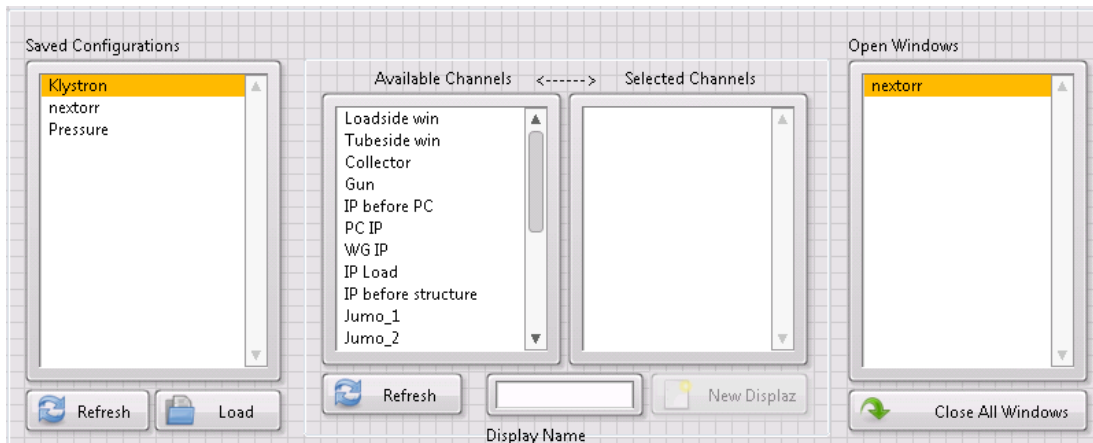 Saved Configurations
Klystron
nextorr
Pressure
Refresh
Load
Available Channels <------> Selected Channels
Loadside win
Tubeside win
Collector
Gun
IP before PC
PC IP
WG IP
IP Load
IP before structure
Jumo_1
Jumo_2
Refresh
New Displaz
Display Name
Open Windows
nextorr
Close All Windows